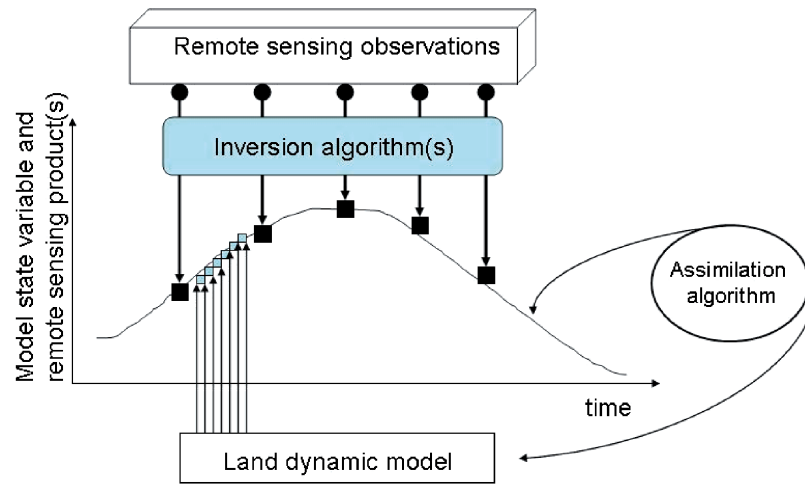 Remote sensing observations
Inversion algorithm(s)
Model state variable and
remote sensing product(s)
Assimilation
algorithm
time
Land dynamic model